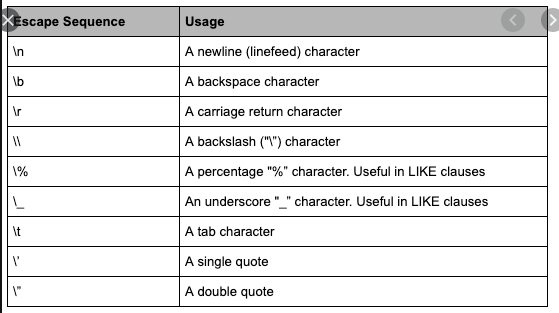 Escape Sequence Usage
\n A newline (linefeed) character
\b A backspace character
\r A carriage return character
\\ A backslash ("\”) character
\% A percentage "%” character. Useful in LIKE clauses
\_ An underscore "_” character. Useful in LIKE clauses
\t A tab character
\’ A single quote
\” A double quote